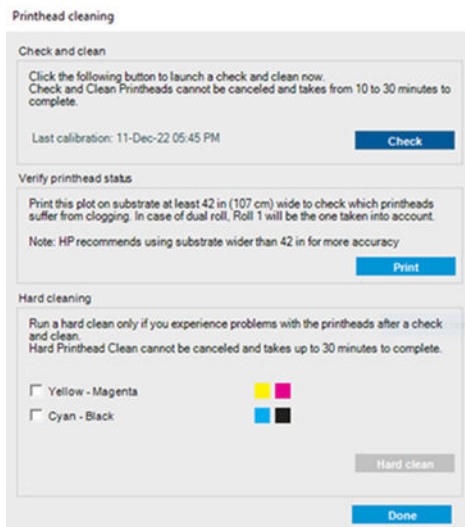 Printhead cleaning
Check and clean
Click the following button to launch a check and clean now.
Check and Clean Printheads cannot be canceled and takes from 10 to 30 minutes to
complete.
Last calibration: 11-Dec-22 05:45 PM
Check
Verify printhead status
Print this plot on substrate at least 42 in (107 cm) wide to check which printheads
suffer from clogging. In case of dual roll, Roll 1 will be the one taken into account.
Note: HP recommends using substrate wider than 42 in for more accuracy
Print
Hard cleaning
Run a hard clean only if you experience problems with the printheads after a check
and clean.
Hard Printhead Clean cannot be canceled and takes up to 30 minutes to complete.
Yellow - Magenta
Cyan - Black
Hard clean
Done